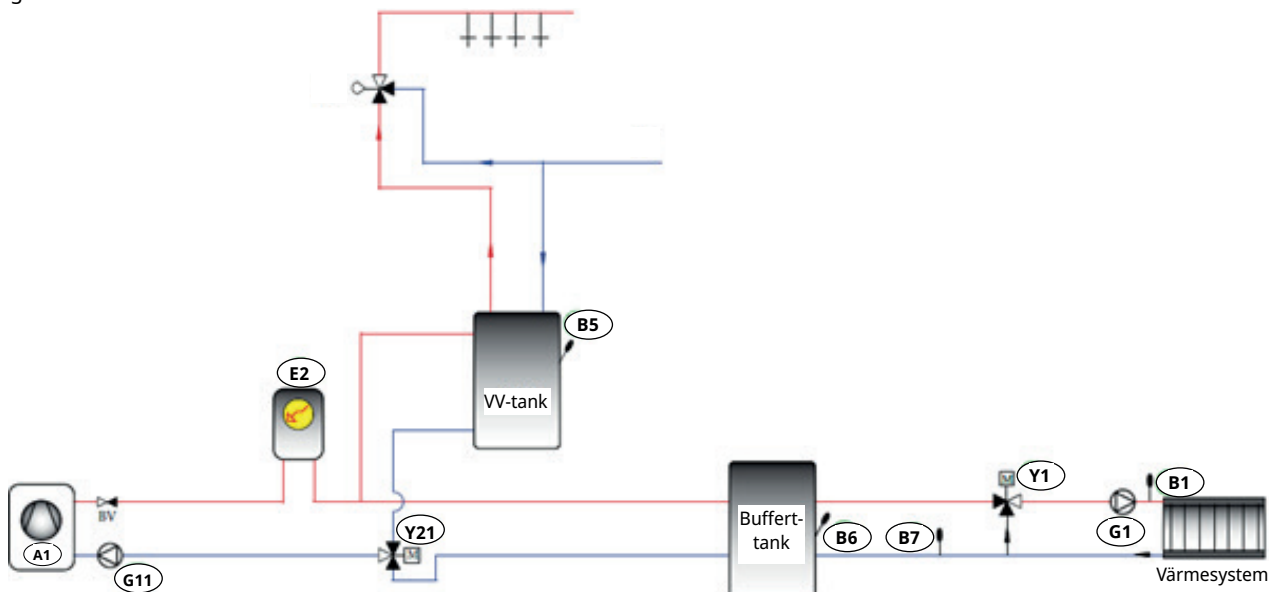 B5
E2
VV-tank
BV
A1
G11
Y21
Buffert-
tank
B6
B7
M
M
Y1
B1
G1
Värmesystem